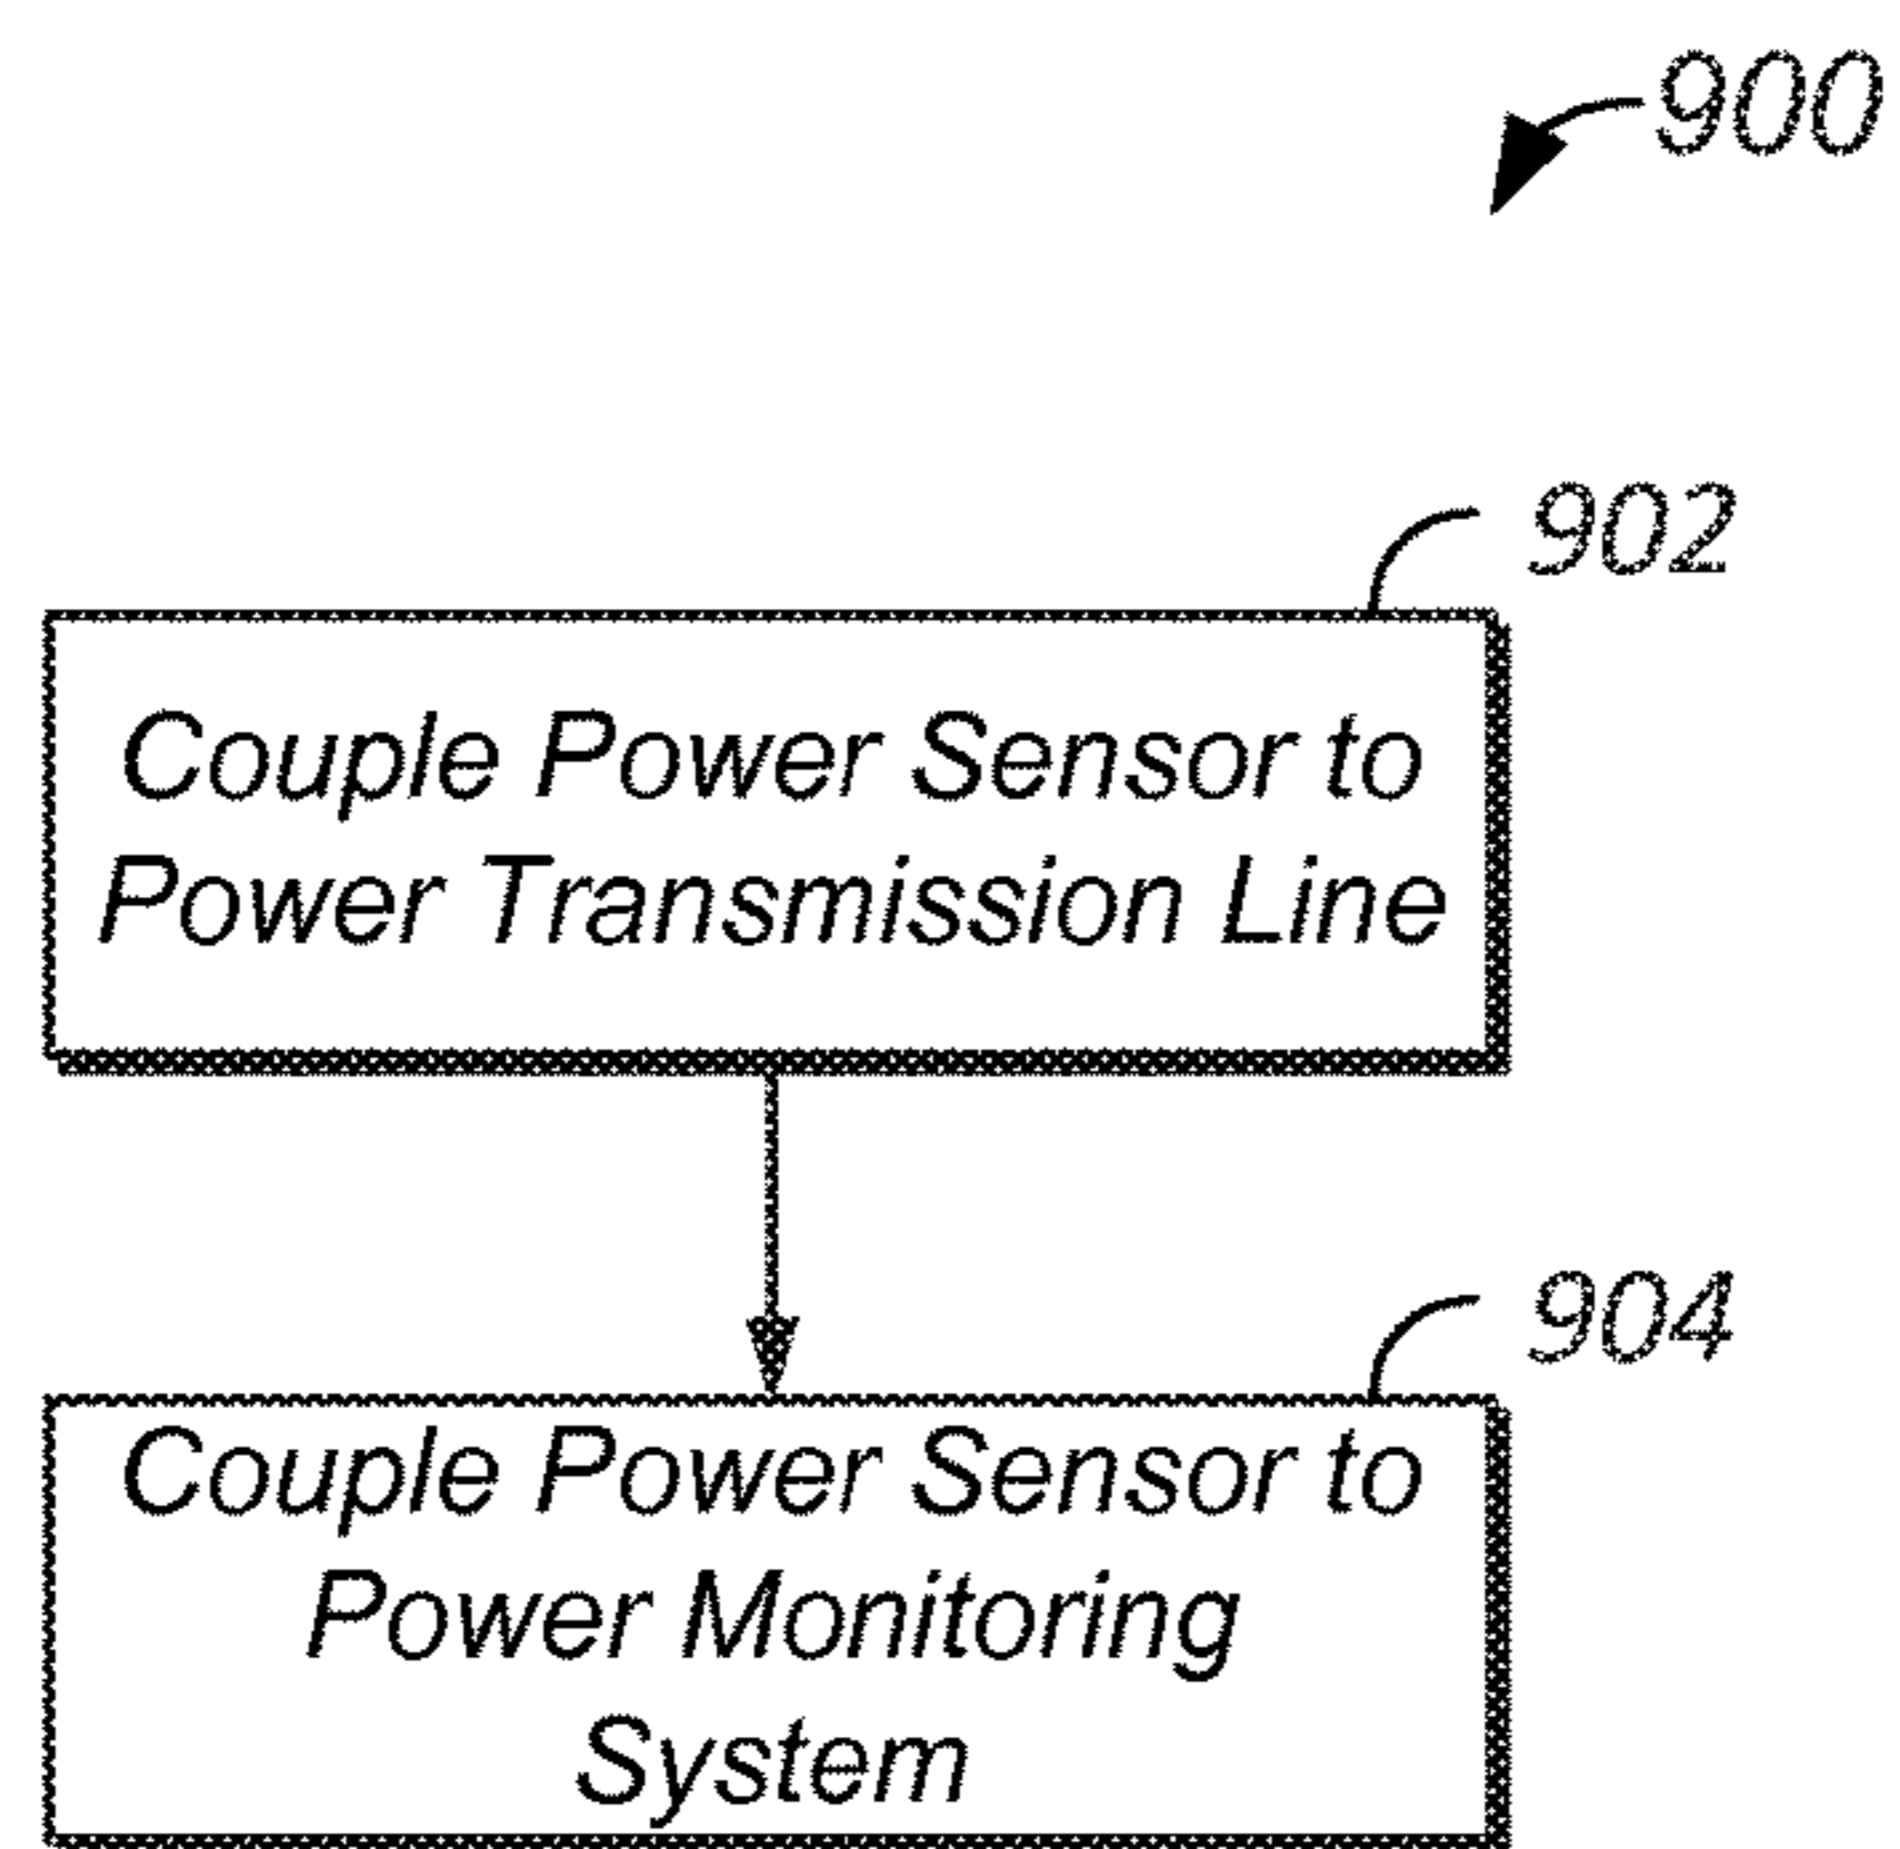 900
902
Couple Power Sensor to
Power Transmission Line
904
Couple Power Sensor to
Power Monitoring
System